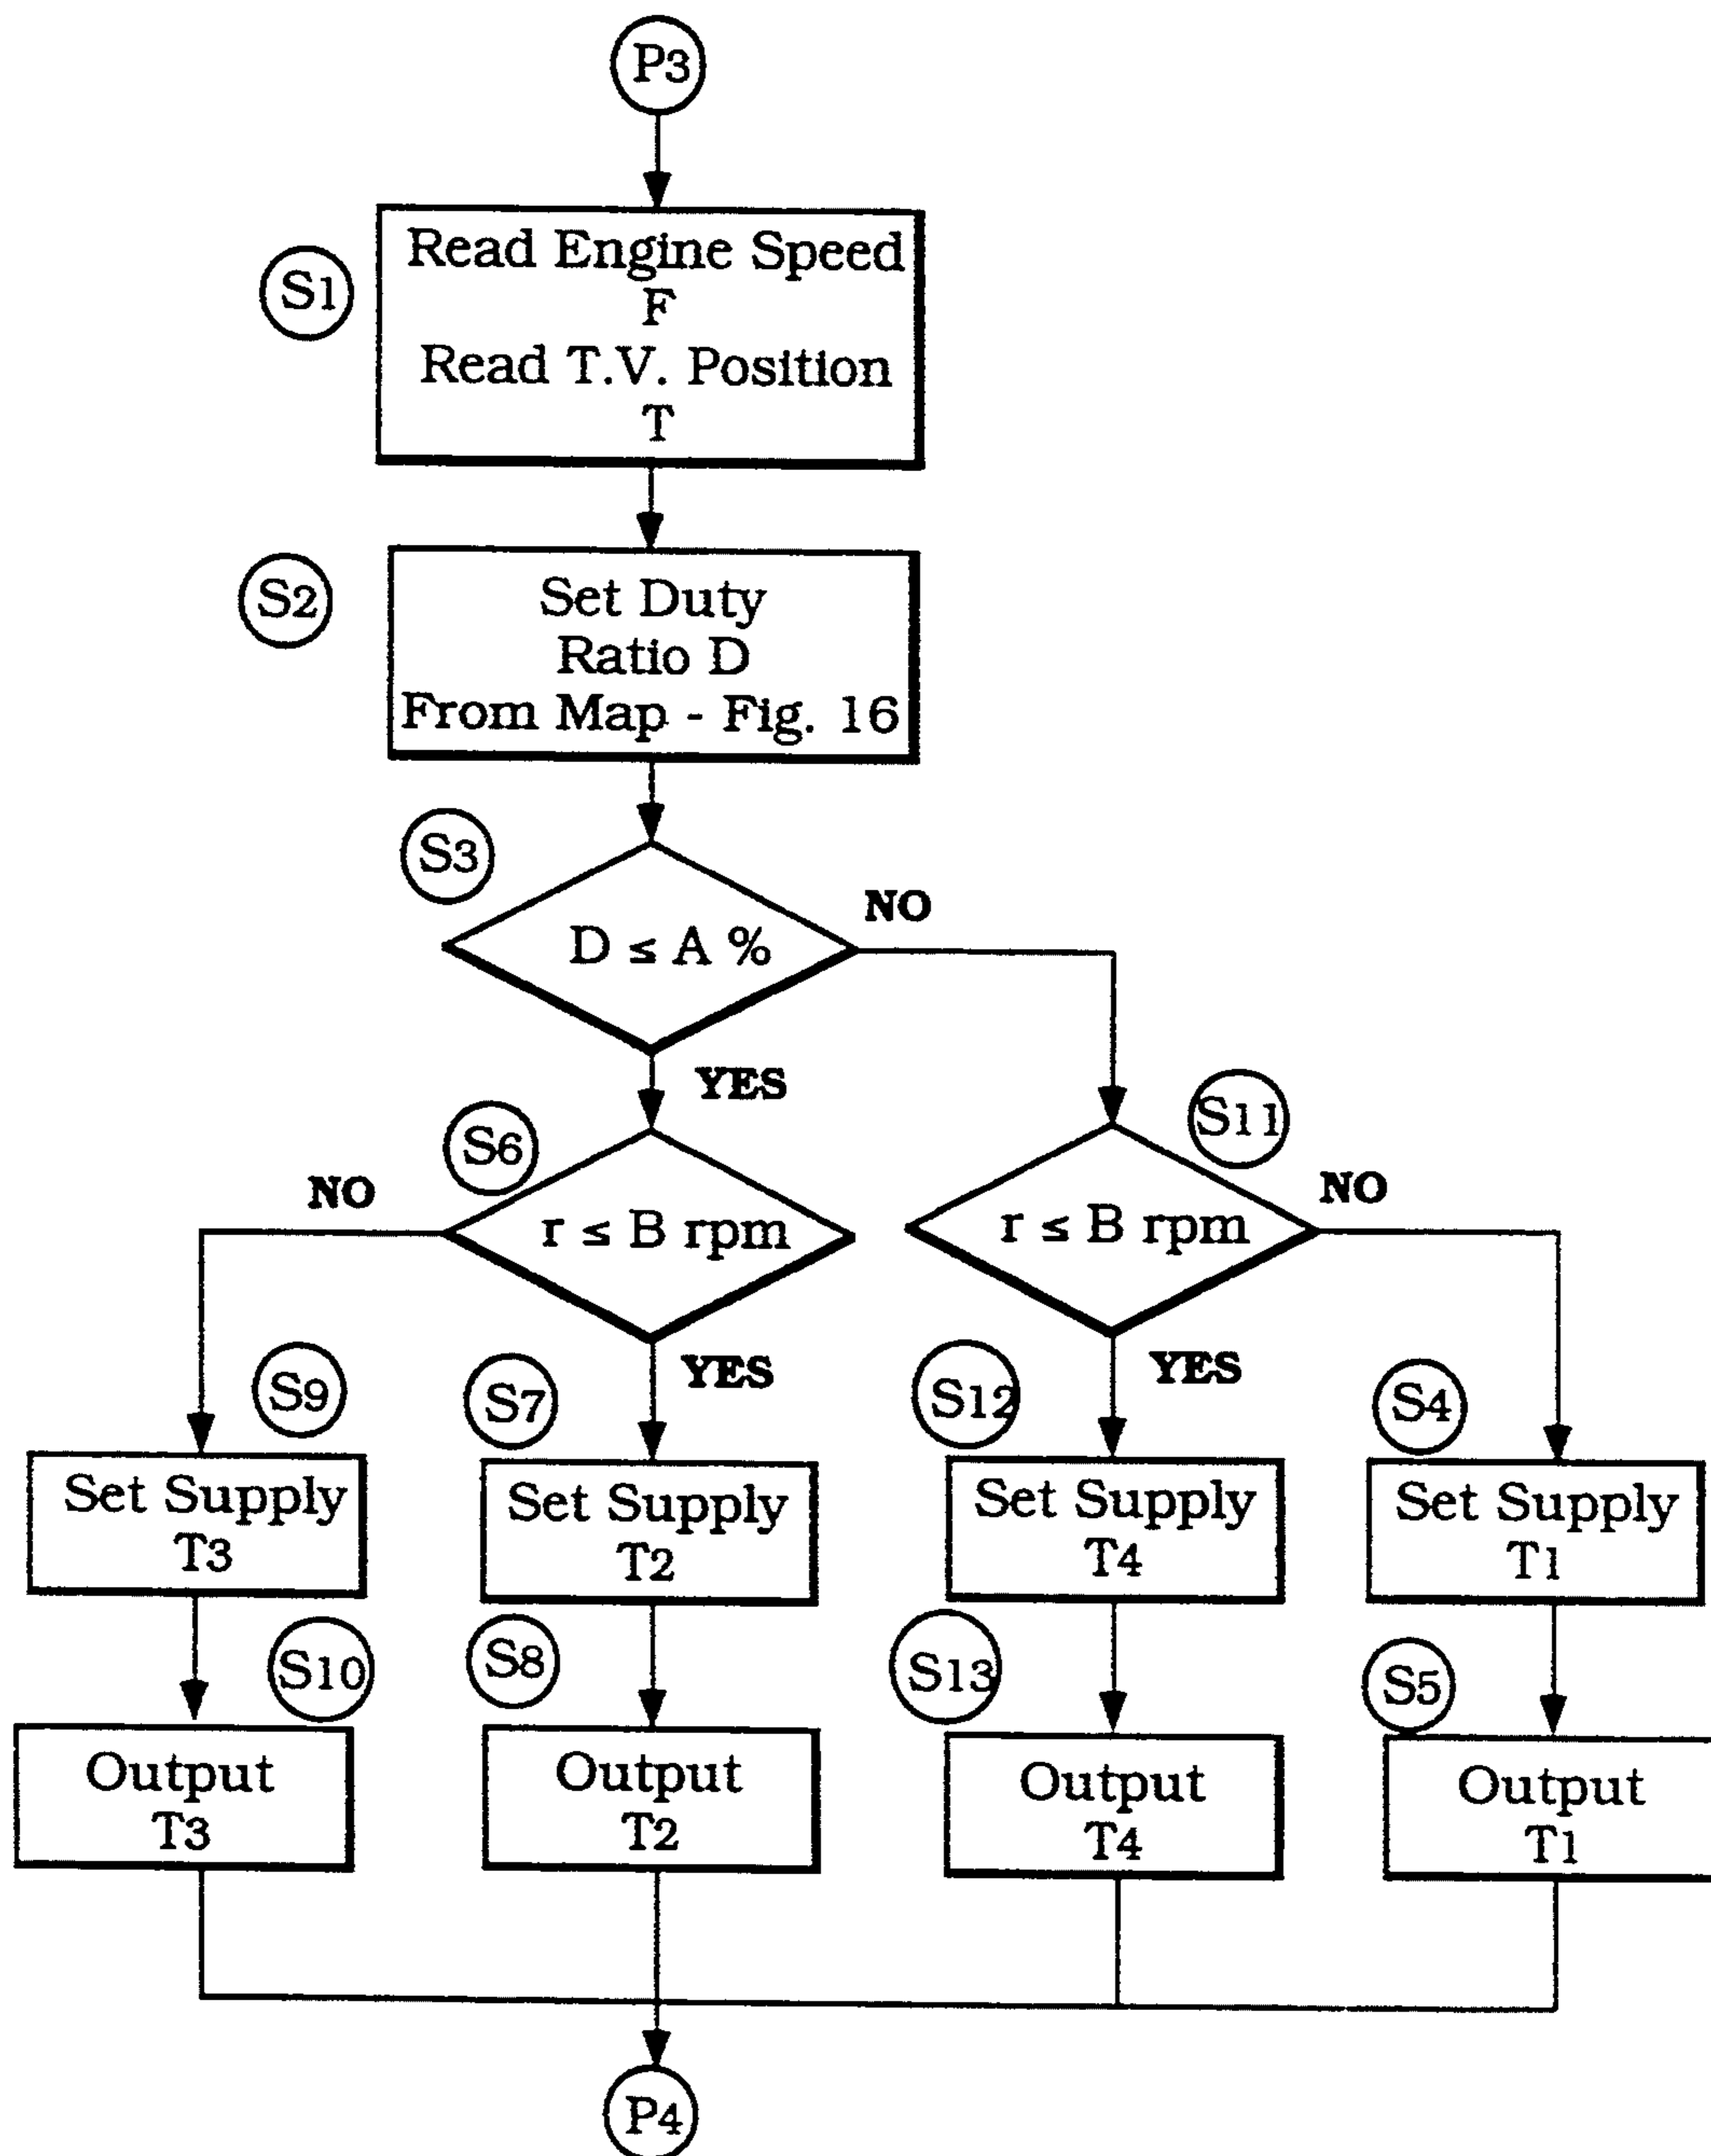 P3
S1
Read Engine Speed
F
Read T.V. Position
T
S2
Set Duty
Ratio D
From Map - Fig. 16
S3
D ≤ A %
NO
YES
S6
r ≤ B rpm
NO
YES
S11
r ≤ B rpm
NO
YES
S9
Set Supply
T3
S7
Set Supply
T2
S12
Set Supply
T4
S4
Set Supply
T1
S10
Output
T3
S8
Output
T2
S13
Output
T4
S5
Output
T1
P4